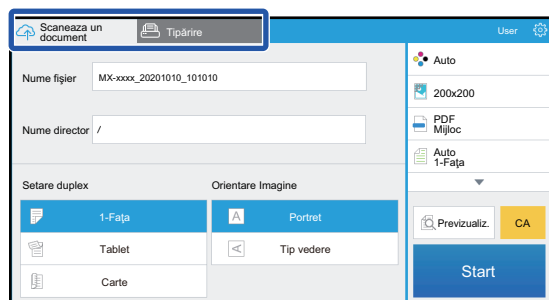 Scaneaza un
document
Tipărire
User
Nume fişier
MX-xxxx_20201010_101010
Nume director
/
Setare duplex
Orientare Imagine
1-Faţa
Tablet
Carte
A
Portret
A
Tip vedere
Auto
200x200
PDF
Mijloc
Auto
1-Faţa
Previzualiz.
CA
Start